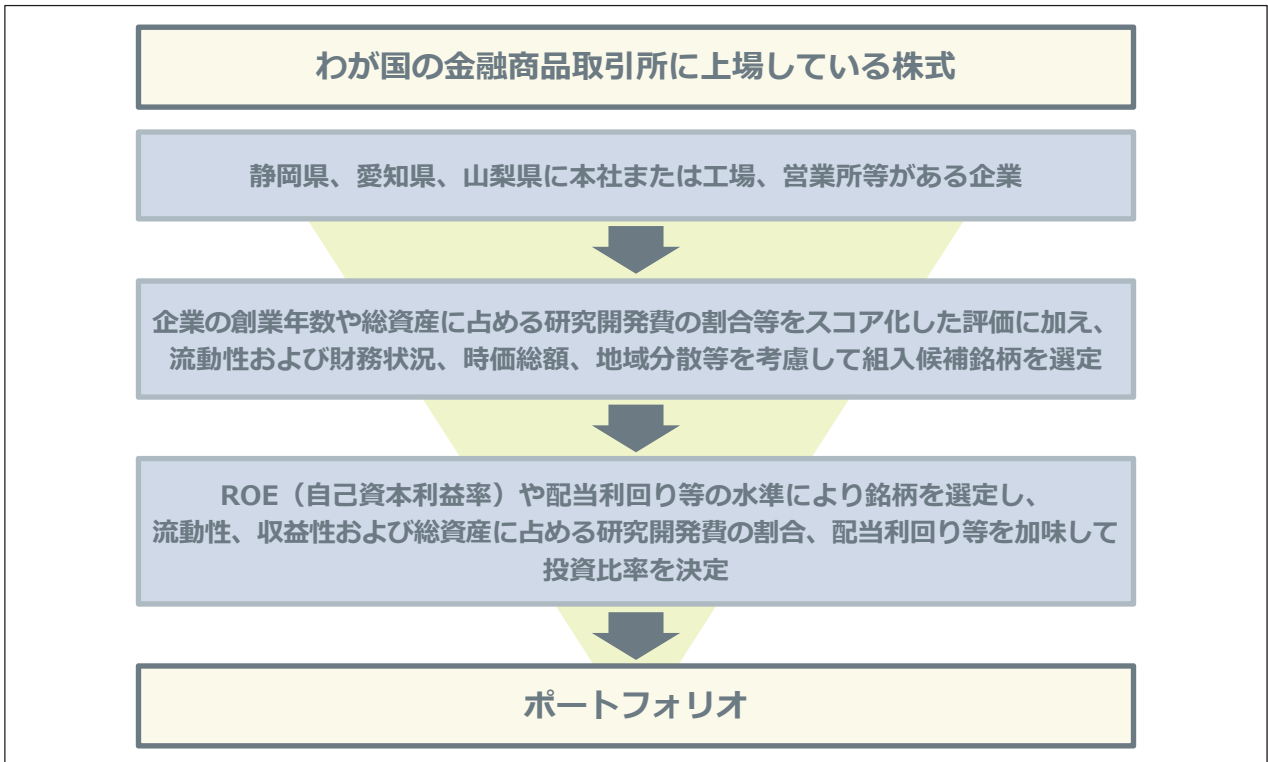 わが国の金融商品取引所に上場している株式
静岡県、愛知県、山梨県に本社または工場、営業所等がある企業
企業の創業年数や総資産に占める研究開発費の割合等をスコア化した評価に加え、
流動性および財務状況、時価総額、地域分散等を考慮して組入候補銘柄を選定
ROE（自己資本利益率）や配当利回り等の水準により銘柄を選定し、
流動性、収益性および総資産に占める研究開発費の割合、配当利回り等を加味して
投資比率を決定
ポートフォリオ